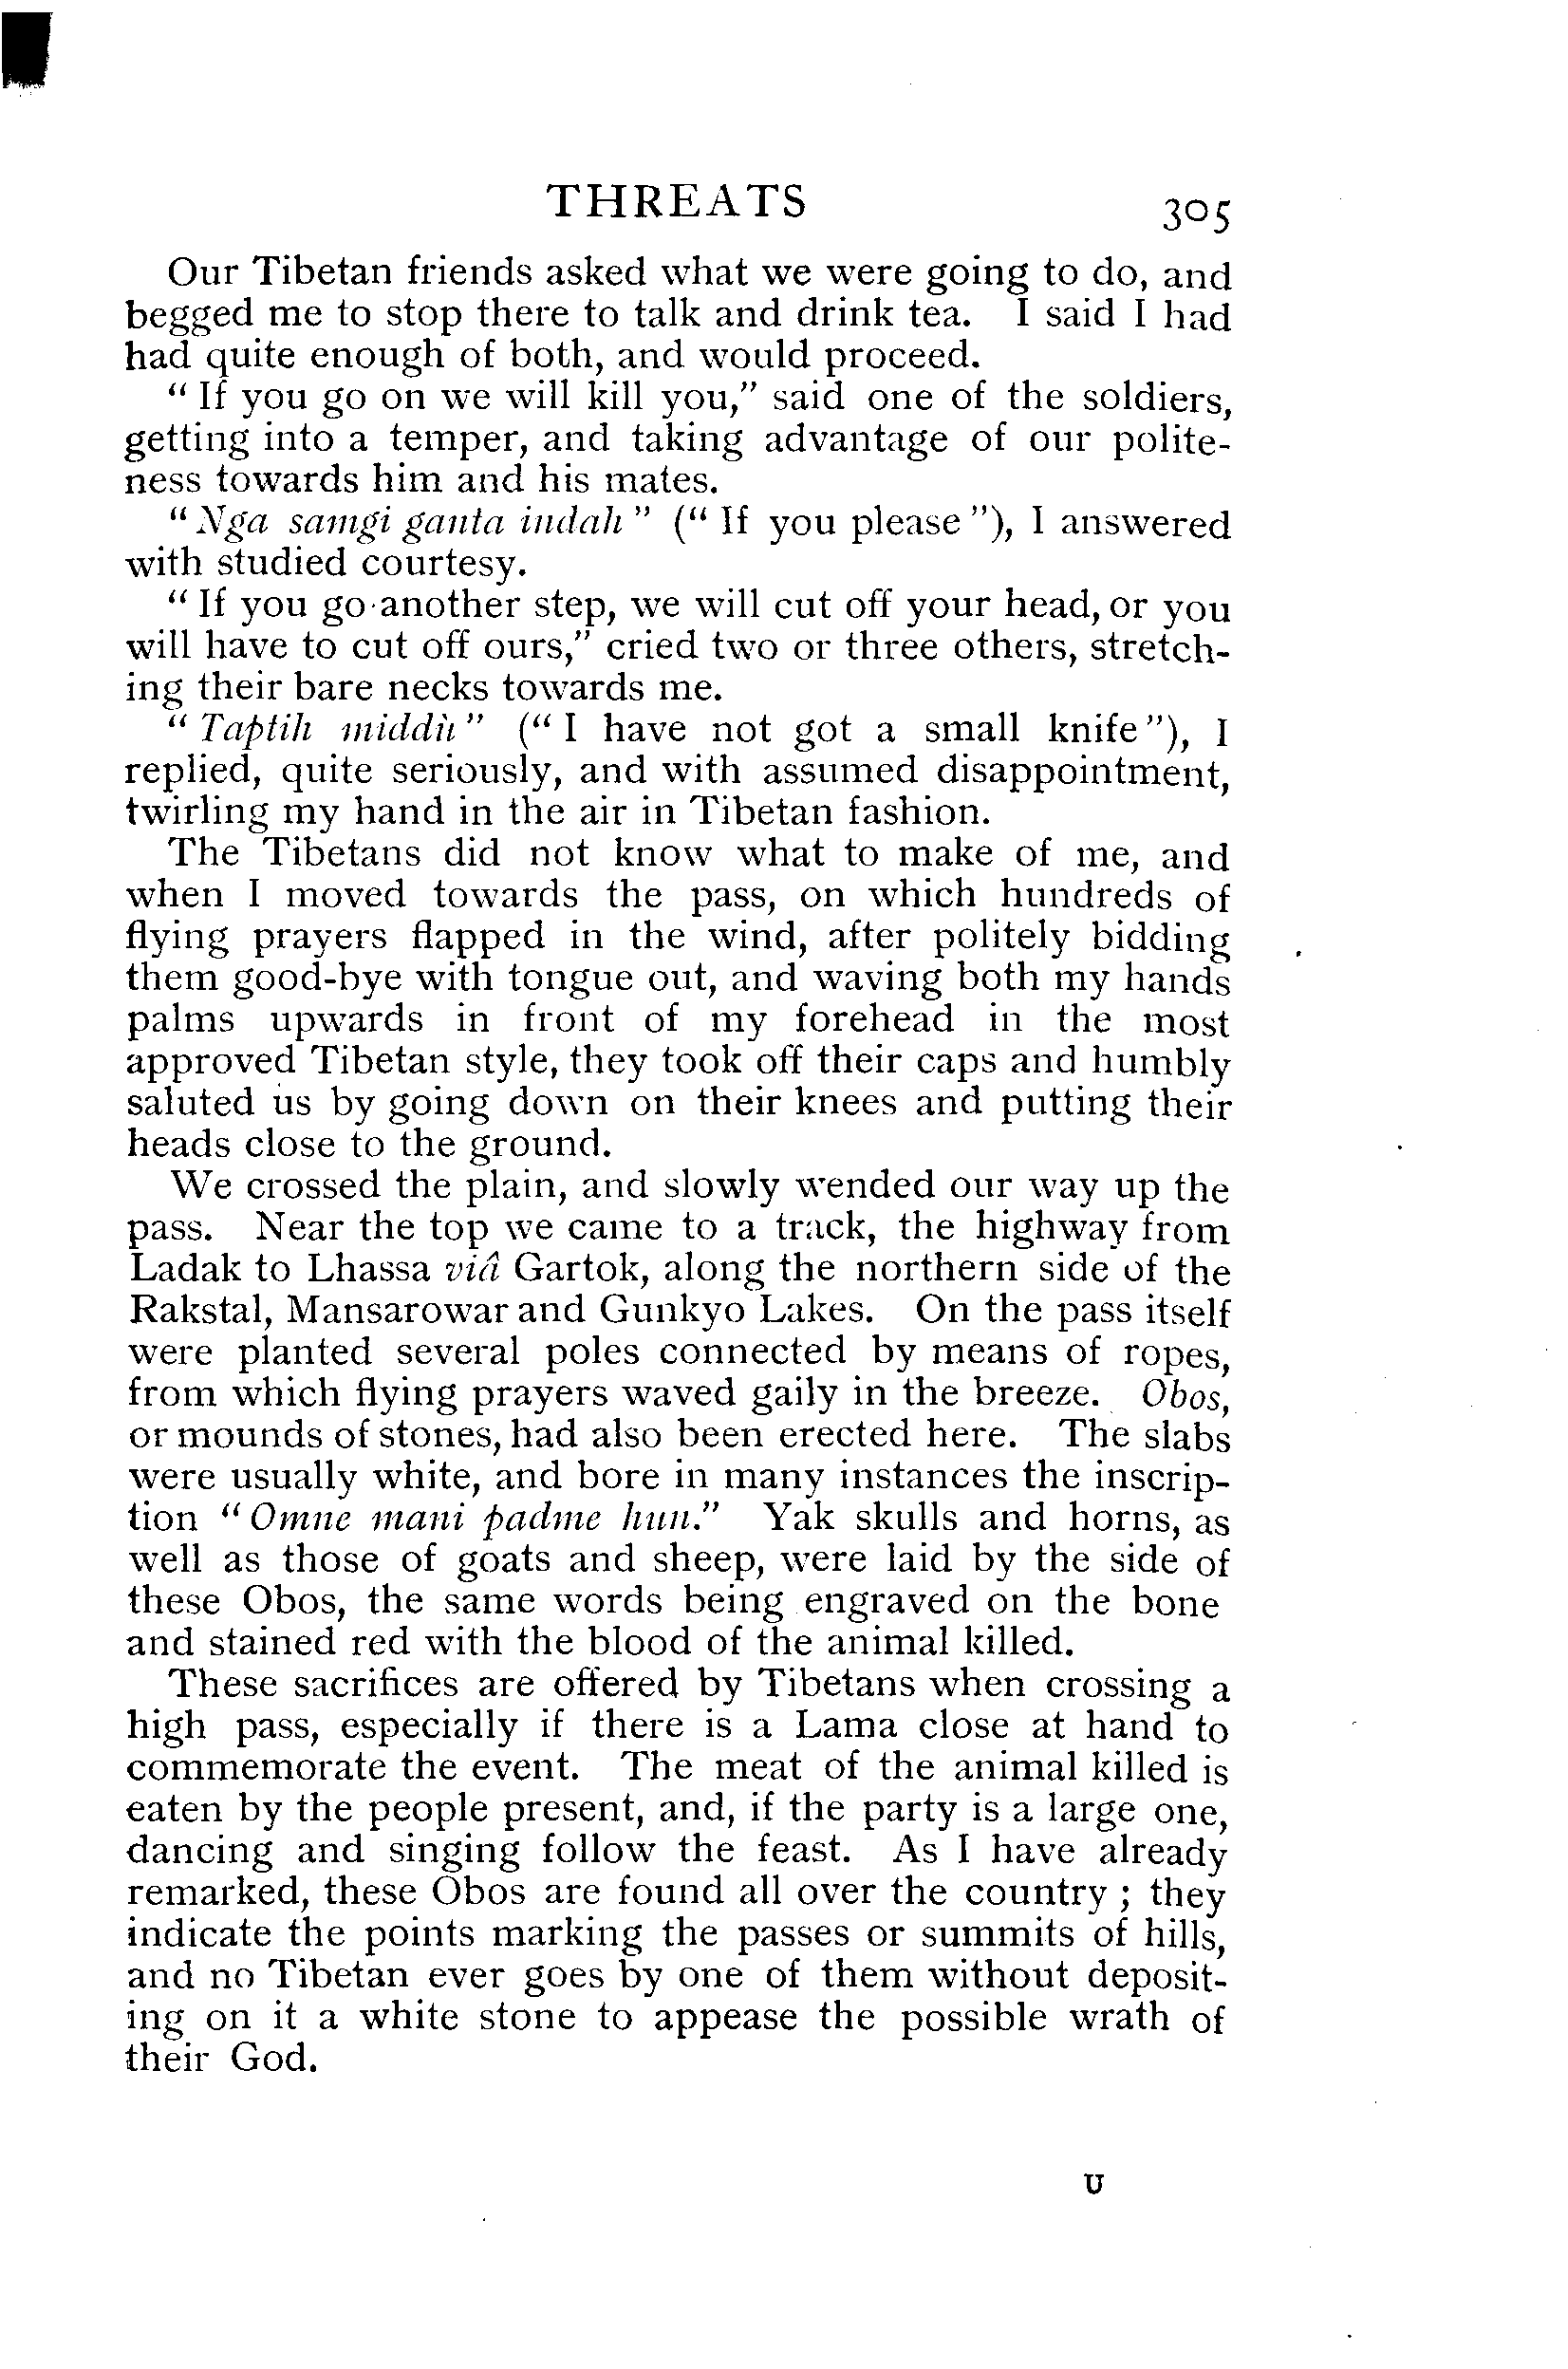 THREATS 305
Our Tibetan friends asked what we were going to do, and
begged me to stop there to talk and drink tea. I said I had
had quite enough of both, and would proceed.
“ If you go on we will kill you,” said one of the soldiers,
getting into a temper, and taking advantage of our polite-
ness towards him and his mates.
“ Nga samgi ganta indah ” (“ If you please ”), I answered
with studied courtesy.
“ If you go another step, we will cut off your head, or you
will have to cut off ours,” cried two or three others, stretch-
ing their bare necks towards me.
“ Taptih middù ” (“ I have not got a small knife ”), I
replied, quite seriously, and with assumed disappointment,
twirling my hand in the air in Tibetan fashion.
The Tibetans did not know what to make of me, and
when I moved towards the pass, on which hundreds of
flying prayers flapped in the wind, after politely bidding
them good-bye with tongue out, and waving both my hands
palms upwards in front of my forehead in the most
approved Tibetan style, they took off their caps and humbly
saluted us by going down on their knees and putting their
heads close to the ground.
We crossed the plain, and slowly wended our way up the
pass. Near the top we came to a track, the highway from
Ladak to Lhassa viâ Gartok, along the northern side of the
Rakstal, Mansarowar and Gunkyo Lakes. On the pass itself
were planted several poles connected by means of ropes,
from which flying prayers waved gaily in the breeze. Obos,
or mounds of stones, had also been erected here. The slabs
were usually white, and bore in many instances the inscrip-
tion “ Omne mani padme hun.” Yak skulls and horns, as
well as those of goats and sheep, were laid by the side of
these Obos, the same words being engraved on the bone
and stained red with the blood of the animal killed.
These sacrifices are offered by Tibetans when crossing a
high pass, especially if there is a Lama close at hand to
commemorate the event. The meat of the animal killed is
eaten by the people present, and, if the party is a large one,
dancing and singing follow the feast. As I have already
remarked, these Obos are found all over the country ; they
indicate the points marking the passes or summits of hills,
and no Tibetan ever goes by one of them without deposit-
ing on it a white stone to appease the possible wrath of
their God.
U